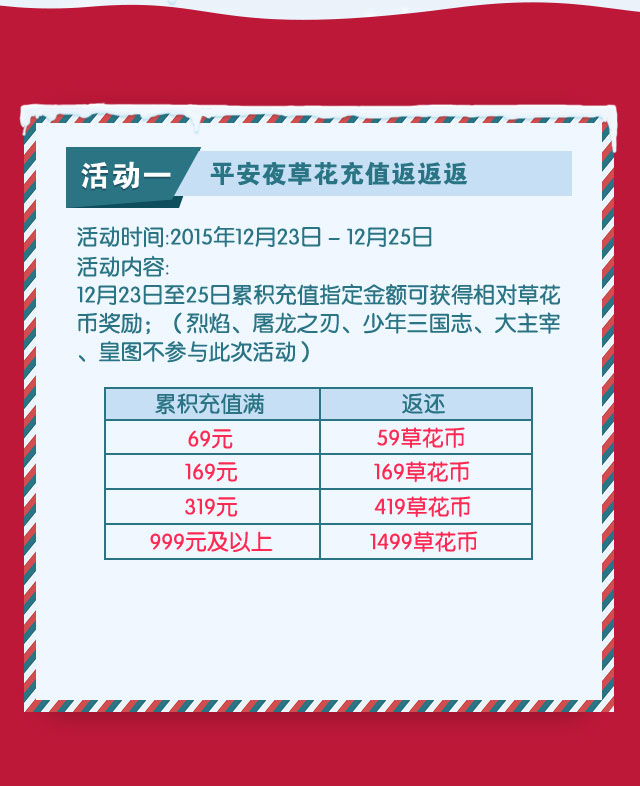 活动一
平安夜草花充值返返返
活动时间:2015年12月23日 – 12月25日
活动内容:
12月23日至25日累积充值指定金额可获得相对草花
币奖励；（烈焰、屠龙之刃、少年三国志、大主宰
、皇图不参与此次活动）
累积充值满 返还
69元 59草花币
169元 169草花币
319元 419草花币
999元及以上 1499草花币